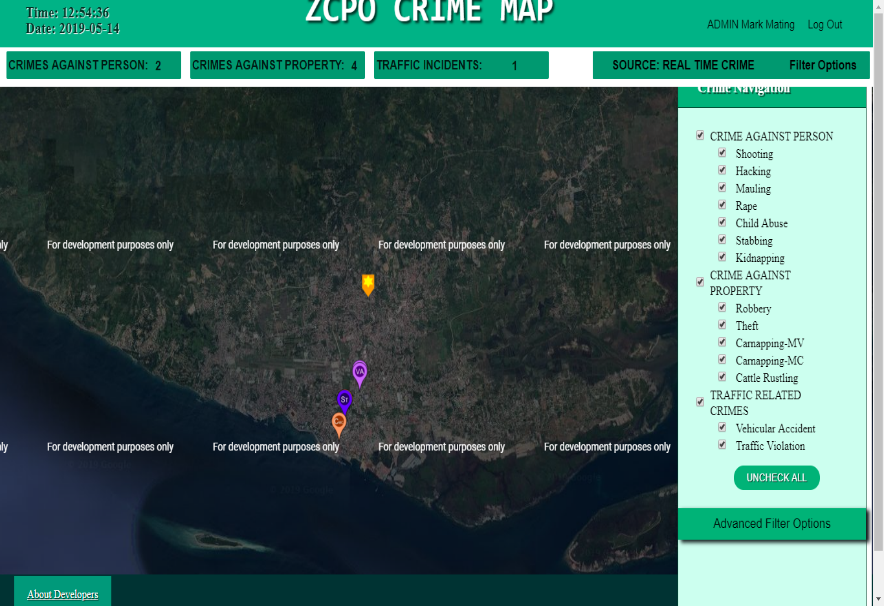 Time: 12:54:36
Date: 2019-05-14
ZCPO CRIME MAP
ADMIN Mark Mating Log Out
CRIMES AGAINST PERSON: 2
CRIMES AGAINST PROPERTY: 4
TRAFFIC INCIDENTS: 1
SOURCE: REAL TIME CRIME
Filter Options
Crime Navigation
CRIME AGAINST PERSON
Shooting
Hacking
Mauling
Rape
Child Abuse
Stabbing
Kidnapping
CRIME AGAINST
PROPERTY
Robbery
Theft
Carnapping-MV
Carnapping-MC
Cattle Rustling
TRAFFIC RELATED
CRIMES
Vehicular Accident
Traffic Violation
UNCHECK ALL
Advanced Filter Options
ly For development purposes only For development purposes only For development purposes only For development purposes only
VA
Sr
ly For development purposes only For development purposes only For development purposes only For development purposes only
About Developers